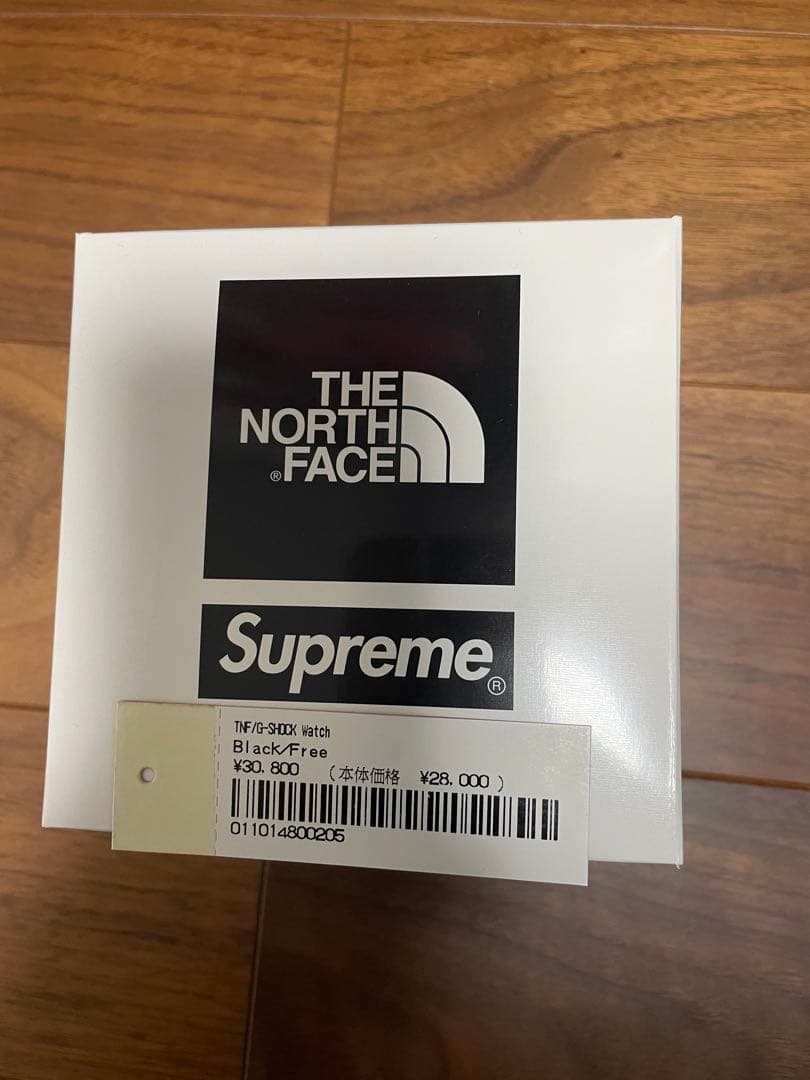 THE
NORTH
®FACE
Supreme®
TNF/G-SHOCK Watch
Black/Free
¥30,800 (本体価格 ¥28,000)
011014800205